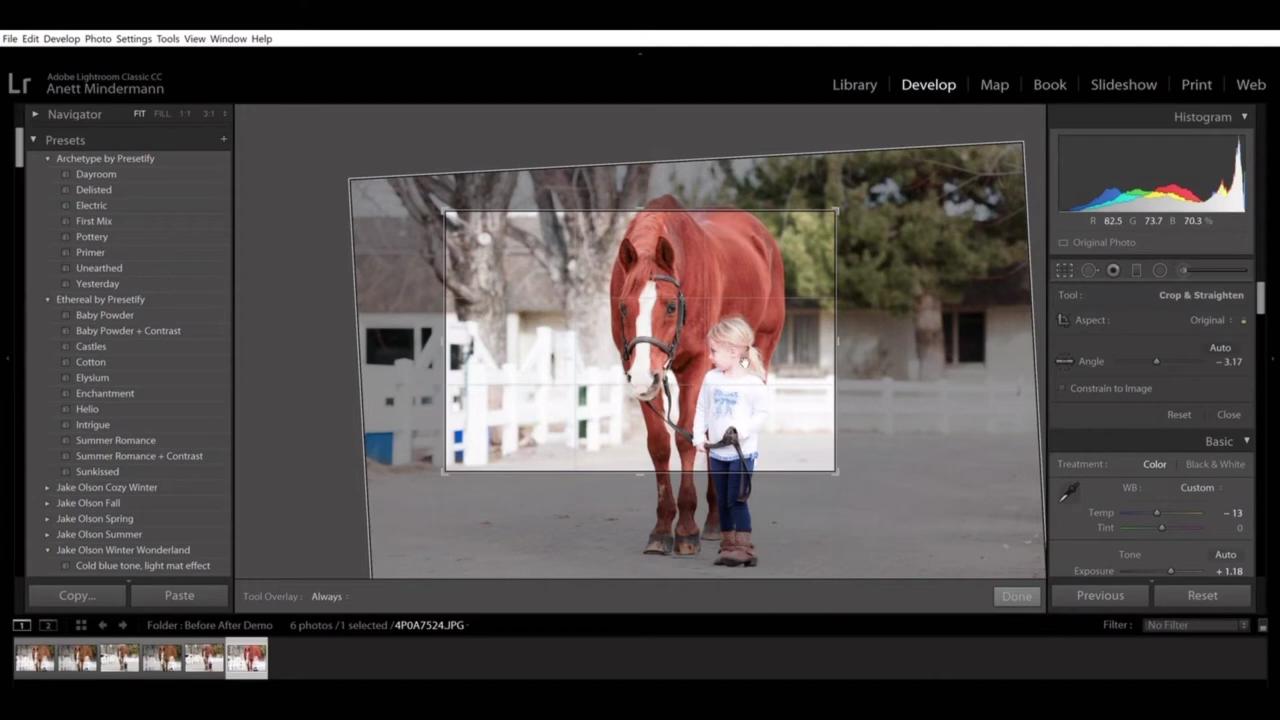 File Edit Develop Photo Settings Tools View Window Help
Lr Adobe Lightroom Classic CC
Anett Mindermann
Library Develop Map Book Slideshow Print Web
Navigator FIT FILL 1:1 3:1
Presets +
Archetype by Presetify
Dayroom
Delisted
Electric
First Mix
Pottery
Primer
Unearthed
Yesterday
Ethereal by Presetify
Baby Powder
Baby Powder + Contrast
Castles
Cotton
Elysium
Enchantment
Helio
Intrigue
Summer Romance
Summer Romance + Contrast
Sunkissed
Jake Olson Cozy Winter
Jake Olson Fall
Jake Olson Spring
Jake Olson Summer
Jake Olson Winter Wonderland
Cold blue tone, light mat effect
Copy... Paste
Tool Overlay : Always
Done
Histogram
R 82.5 G 73.7 B 70.3 %
Original Photo
Tool : Crop & Straighten
Aspect : Original
Auto
Angle - 3.17
Constrain to Image
Reset Close
Basic
Treatment : Color Black & White
WB : Custom
Temp - 13
Tint 0
Tone Auto
Exposure + 1.18
Previous Reset
1 2 Folder : Before After Demo 6 photos / 1 selected / 4P0A7524.JPG
Filter : No Filter